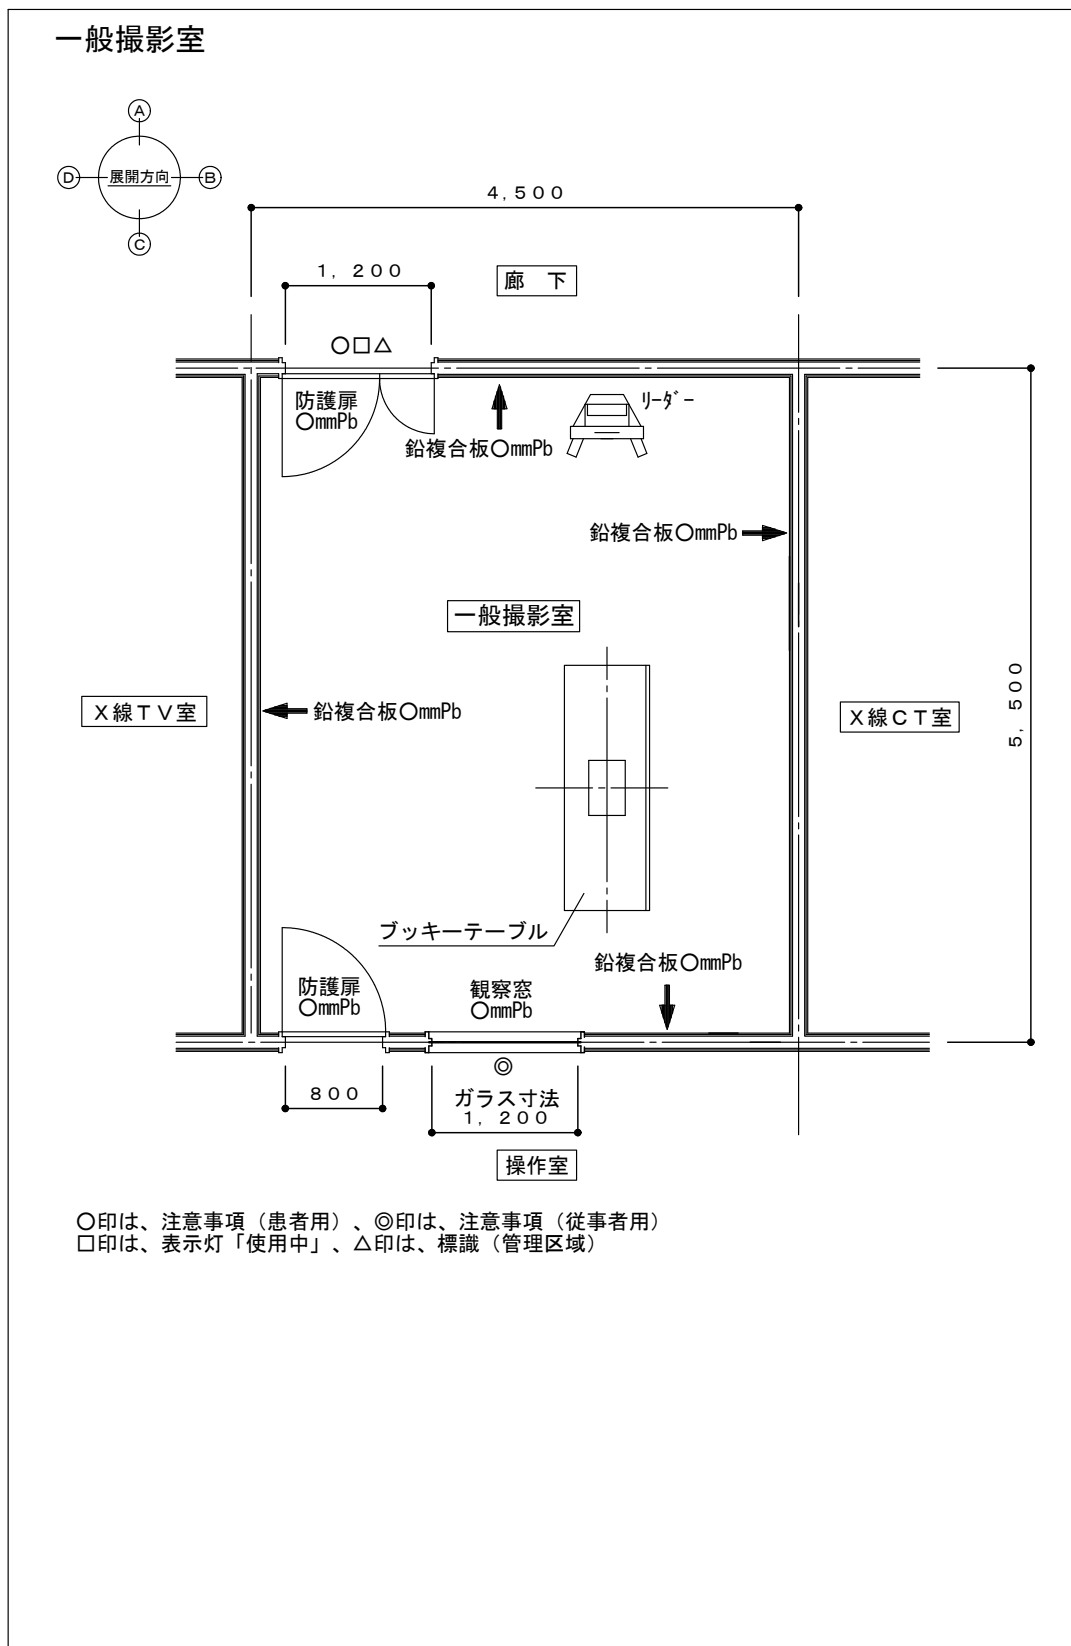 一般撮影室
Ⓐ
Ⓓ 展開方向 Ⓑ
Ⓒ
4,500
1,200
廊 下
○□△
防護扉
○mmPb
リーダー
鉛複合板○mmPb
鉛複合板○mmPb
一般撮影室
5,500
X線TV室
鉛複合板○mmPb
X線CT室
ブッキーテーブル
鉛複合板○mmPb
防護扉
○mmPb
観察窓
○mmPb
◎
800
ガラス寸法
1,200
操作室
○印は、注意事項(患者用)、◎印は、注意事項(従事者用)
□印は、表示灯「使用中」、△印は、標識(管理区域)